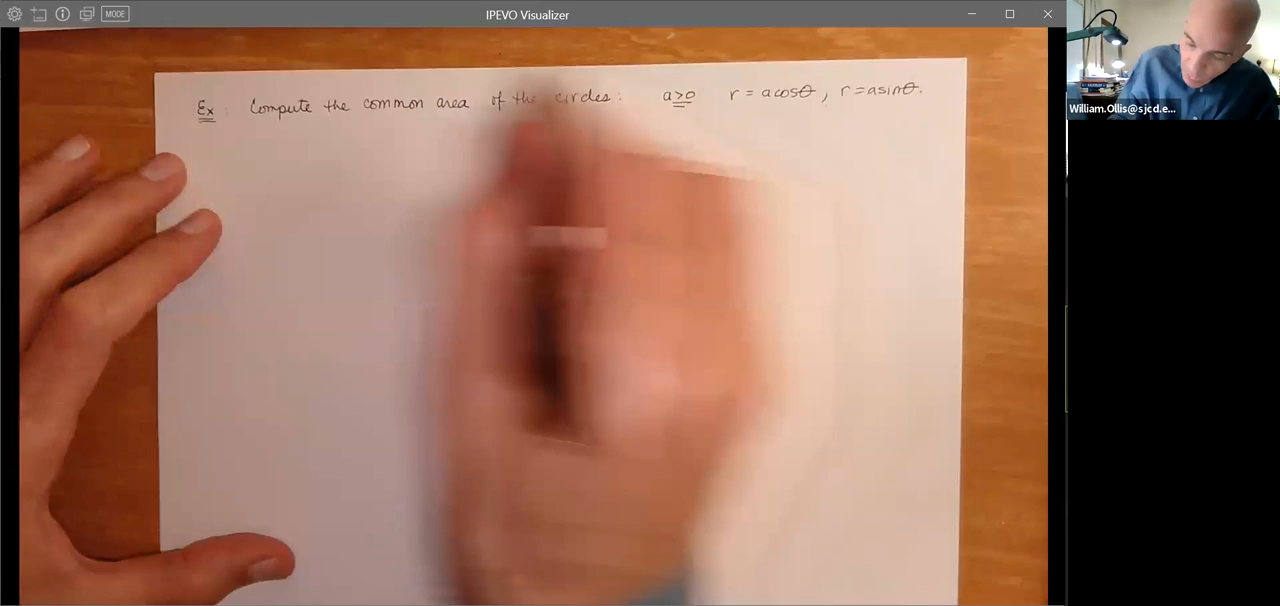 MODE
IPEVO Visualizer
Ex: Compute the common area of the circles: a>0 r = acosθ, r=asinθ.
William.Ollis@sjcd.e...